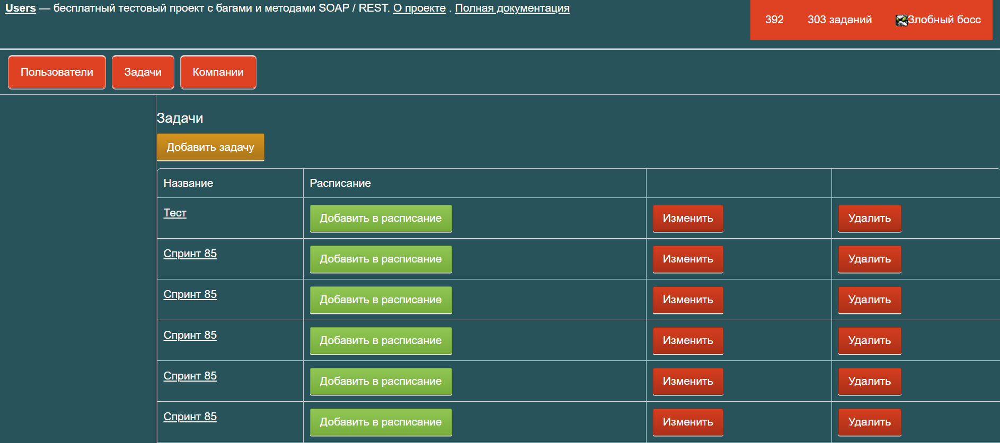 Users — бесплатный тестовый проект с багами и методами SOAP / REST. О проекте . Полная документация
392 303 заданий Злобный босс
Пользователи Задачи Компании
Задачи
Добавить задачу
Название Расписание
Тест Добавить в расписание Изменить Удалить
Спринт 85 Добавить в расписание Изменить Удалить
Спринт 85 Добавить в расписание Изменить Удалить
Спринт 85 Добавить в расписание Изменить Удалить
Спринт 85 Добавить в расписание Изменить Удалить
Спринт 85 Добавить в расписание Изменить Удалить